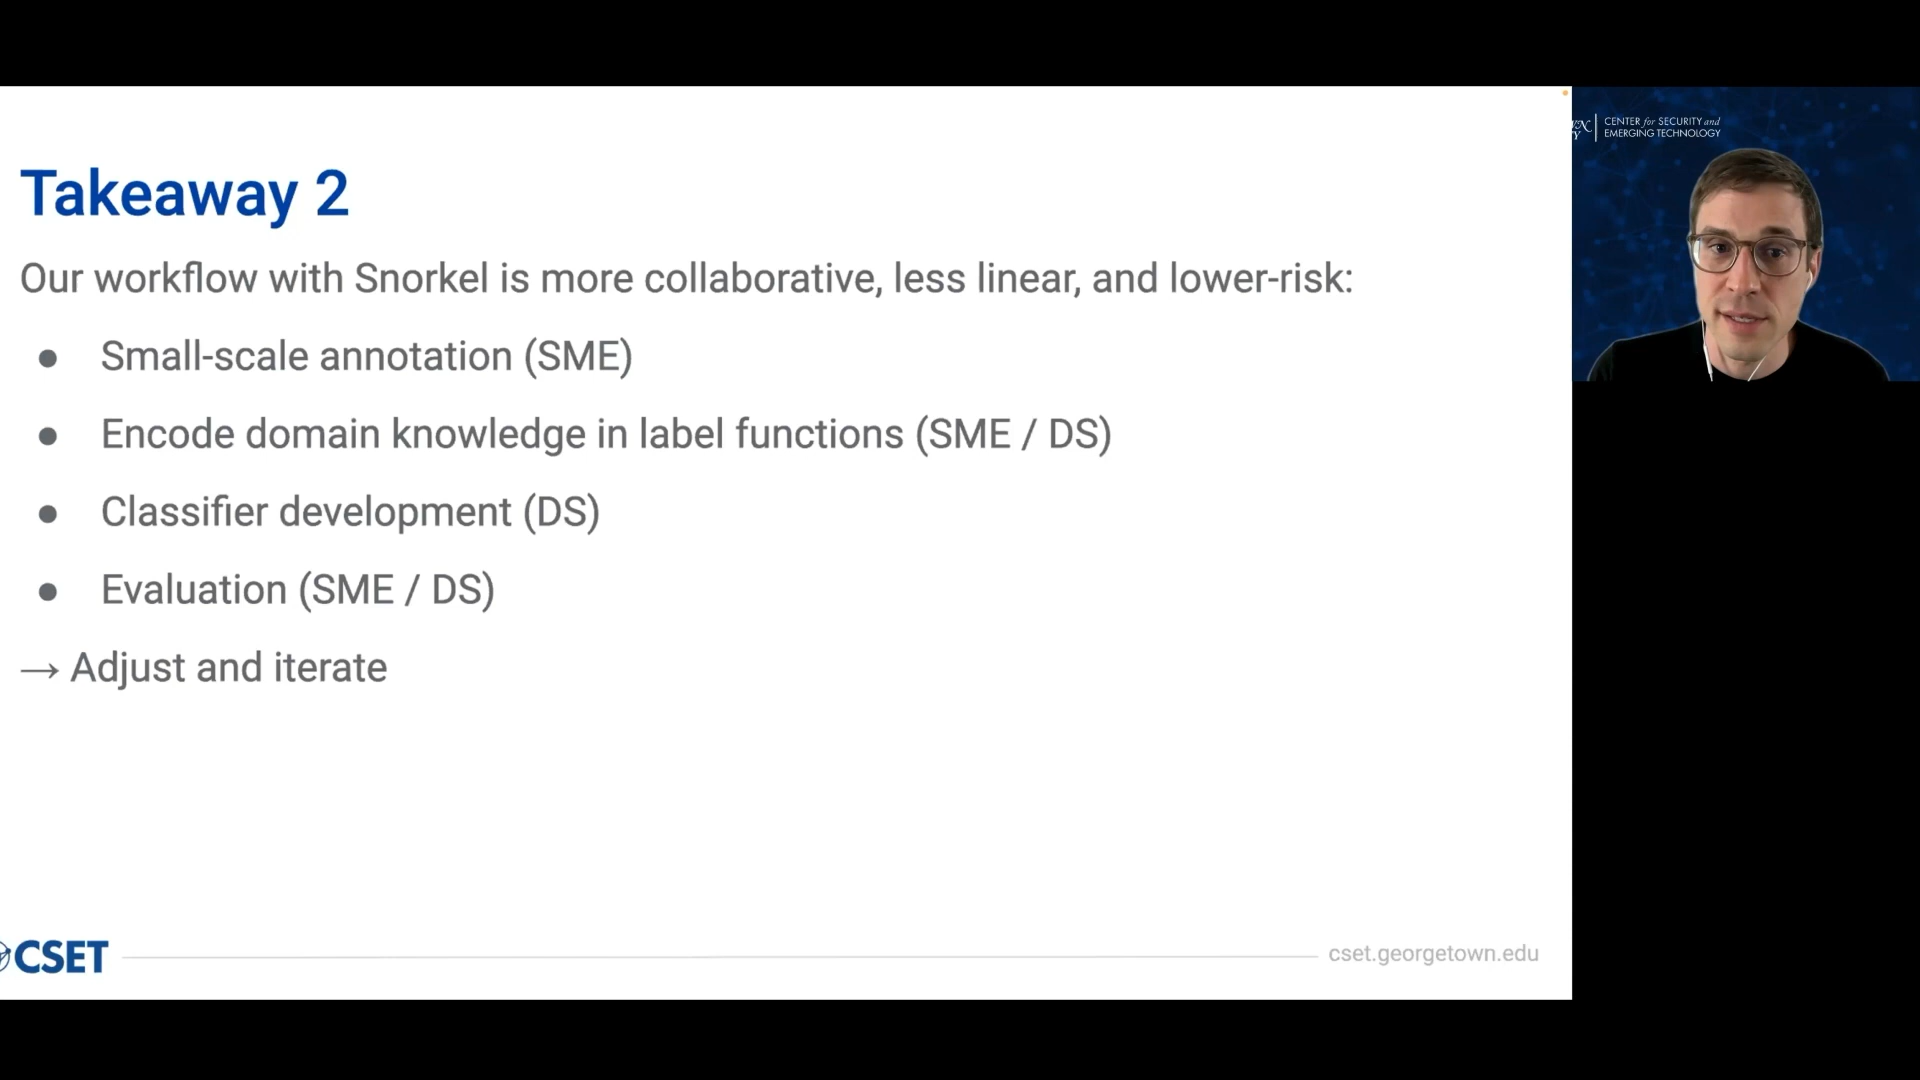 Takeaway 2
Our workflow with Snorkel is more collaborative, less linear, and lower-risk:
● Small-scale annotation (SME)
● Encode domain knowledge in label functions (SME / DS)
● Classifier development (DS)
● Evaluation (SME / DS)
→ Adjust and iterate
CSET
cset.georgetown.edu
CENTER for SECURITY and
EMERGING TECHNOLOGY